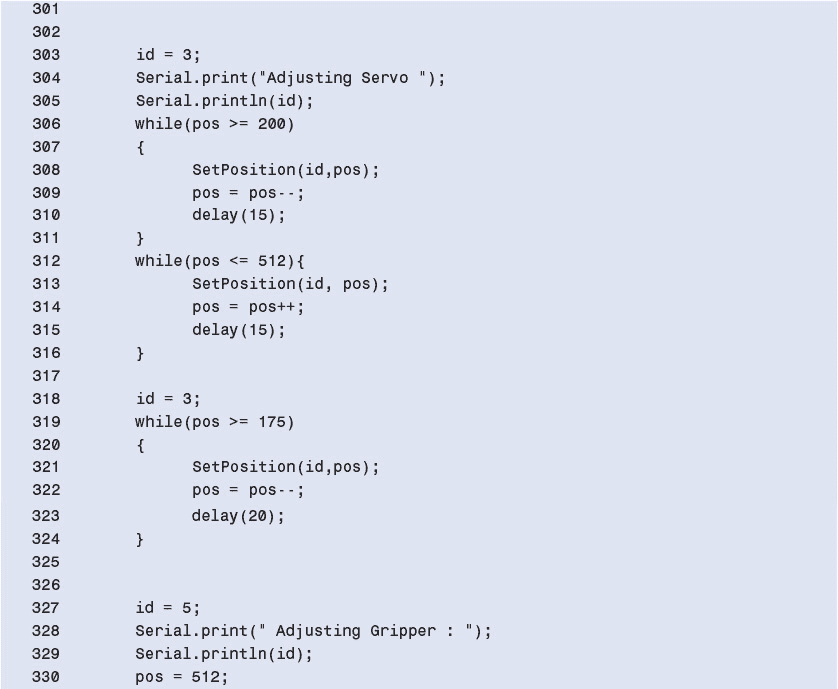 301
302
303 id = 3;
304 Serial.print("Adjusting Servo ");
305 Serial.println(id);
306 while(pos >= 200)
307 {
308 SetPosition(id,pos);
309 pos = pos--;
310 delay(15);
311 }
312 while(pos <= 512){
313 SetPosition(id, pos);
314 pos = pos++;
315 delay(15);
316 }
317
318 id = 3;
319 while(pos >= 175)
320 {
321 SetPosition(id,pos);
322 pos = pos--;
323 delay(20);
324 }
325
326
327 id = 5;
328 Serial.print(" Adjusting Gripper : ");
329 Serial.println(id);
330 pos = 512;